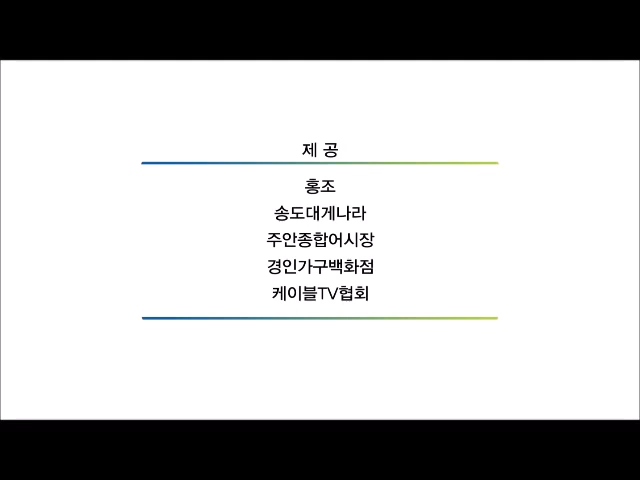 제 공
홍조
송도대게나라
주안종합어시장
경인가구백화점
케이블TV협회